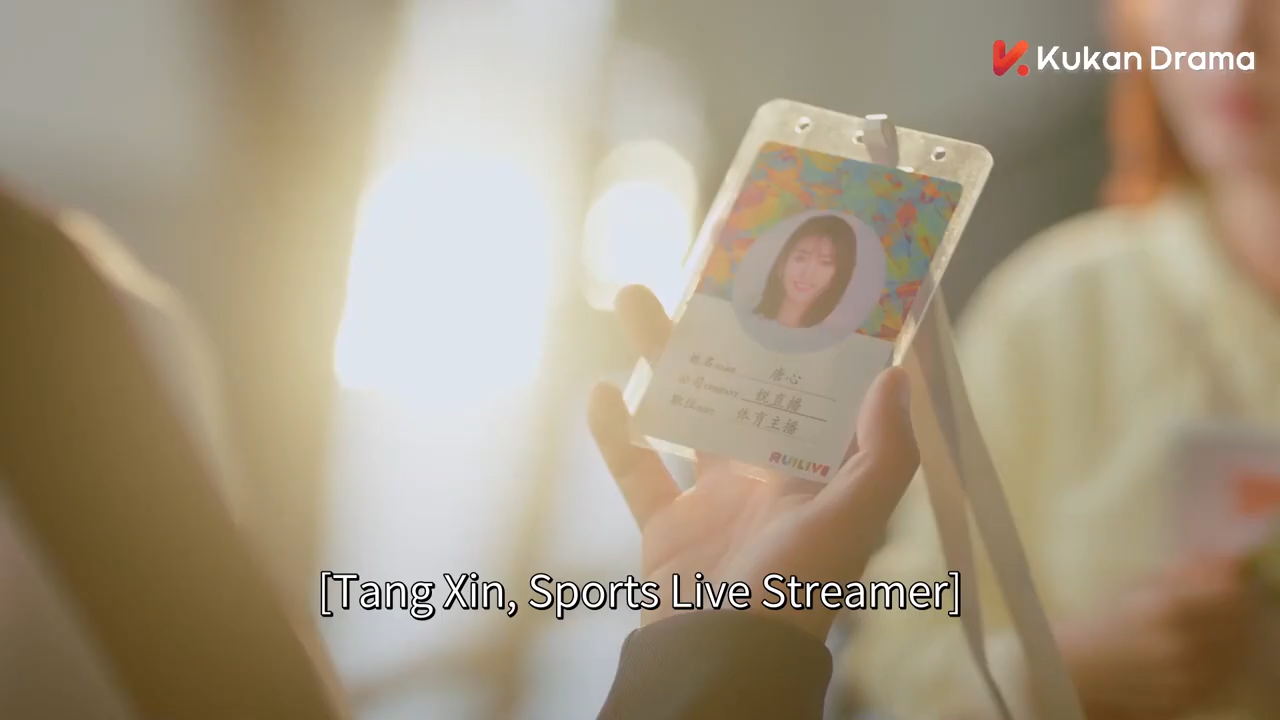 Kukan Drama
姓名NAME 唐心
公司COMPANY 锐直播
职位POST 体育主播
RUILIVE
[Tang Xin, Sports Live Streamer]